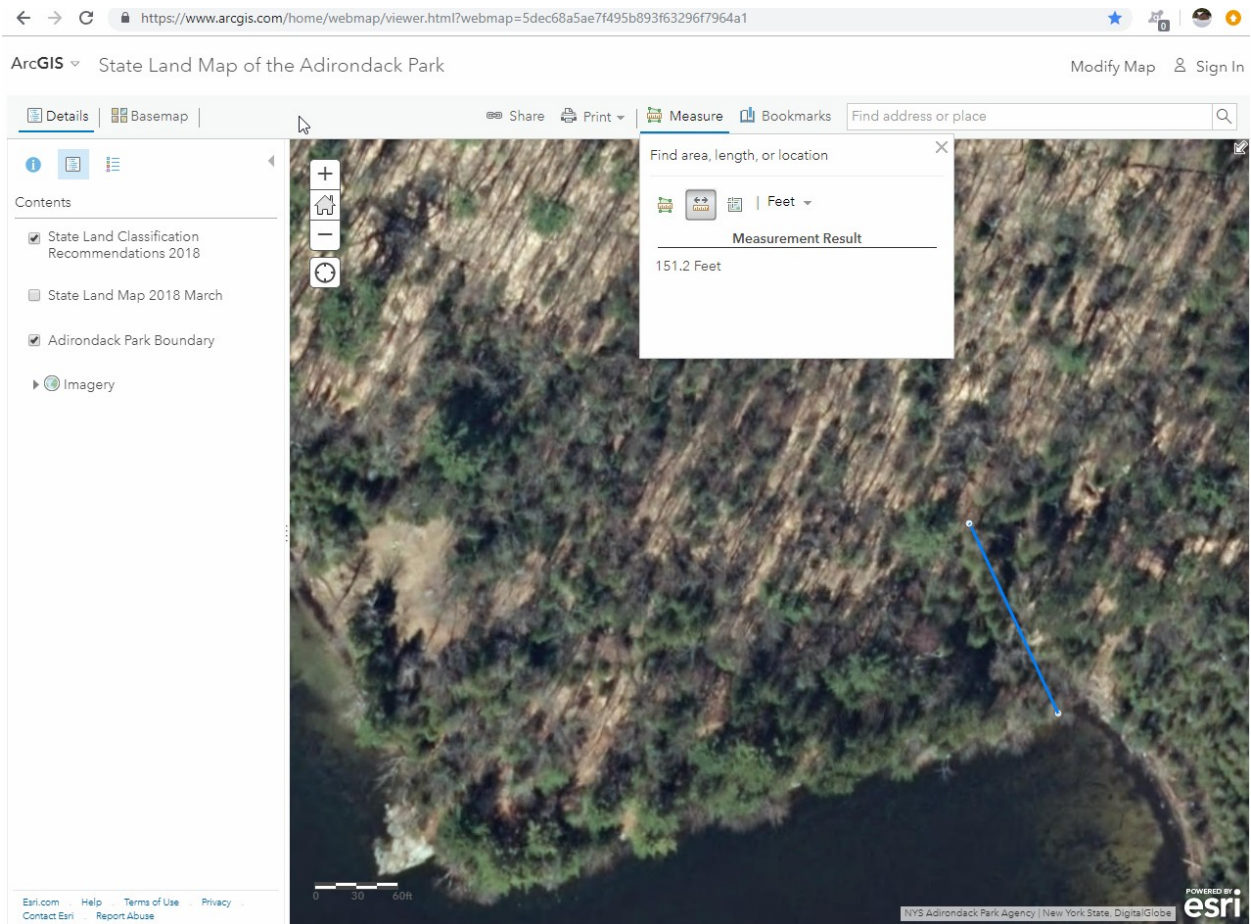 https://www.arcgis.com/home/webmap/viewer.html?webmap=5dec68a5ae7f495b893f63296f7964a1
0
ArcGIS State Land Map of the Adirondack Park
Modify Map Sign In
Details Basemap Share Print Measure Bookmarks Find address or place
Find area, length, or location
Feet
Measurement Result
151.2 Feet
Contents
State Land Classification
Recommendations 2018
State Land Map 2018 March
Adirondack Park Boundary
Imagery
0 30 60ft
Esri.com . Help . Terms of Use . Privacy .
Contact Esri . Report Abuse
NYS Adirondack Park Agency | New York State, DigitalGlobe
POWERED BY
esri